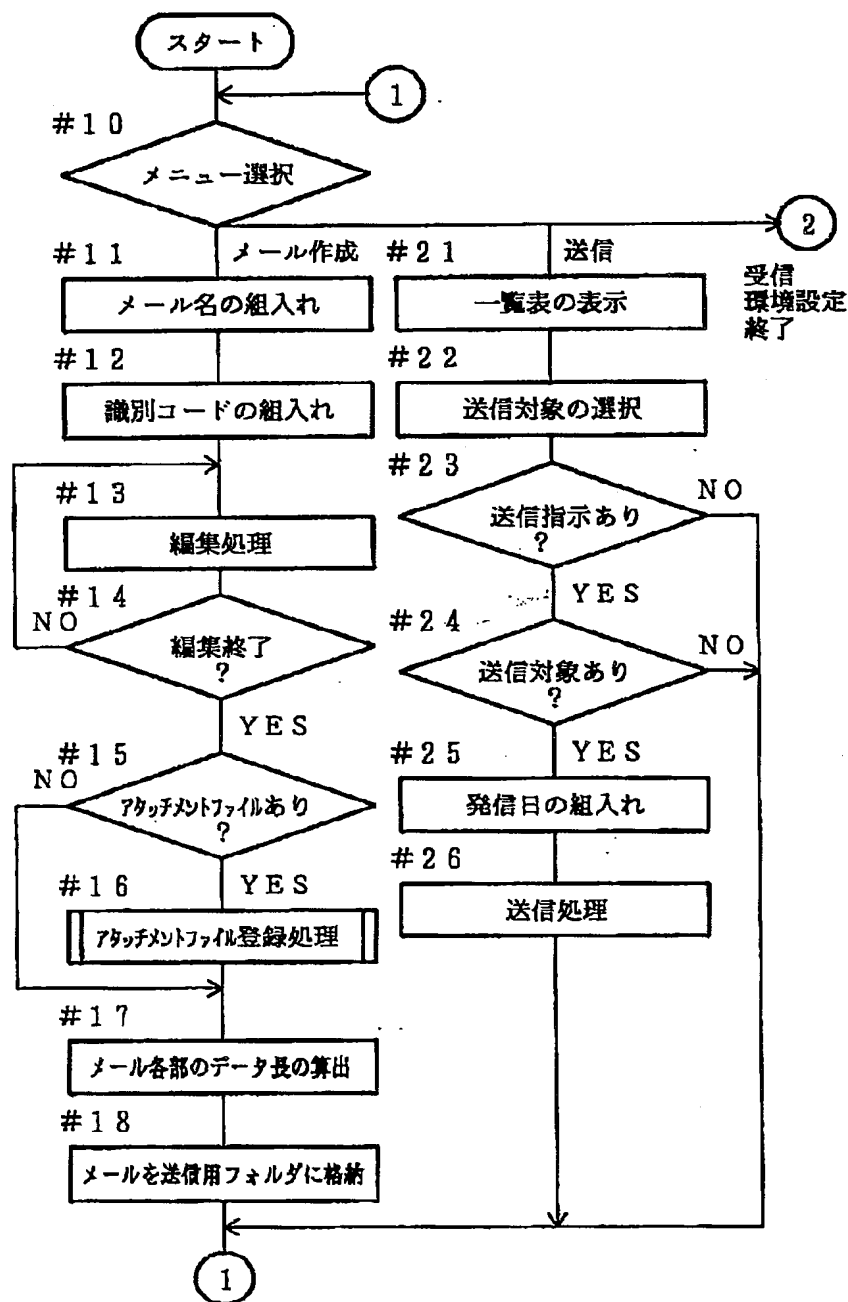 スタート
1
#10
メニュー選択
2
受信
環境設定
終了
#11
メール作成
メール名の組入れ
#12
識別コードの組入れ
#13
編集処理
#14
NO
編集終了
?
YES
#15
NO
アタッチメントファイルあり
?
YES
#16
アタッチメントファイル登録処理
#17
メール各部のデータ長の算出
#18
メールを送信用フォルダに格納
#21
送信
一覧表の表示
#22
送信対象の選択
#23
NO
送信指示あり
?
YES
#24
NO
送信対象あり
?
YES
#25
発信日の組入れ
#26
送信処理
1